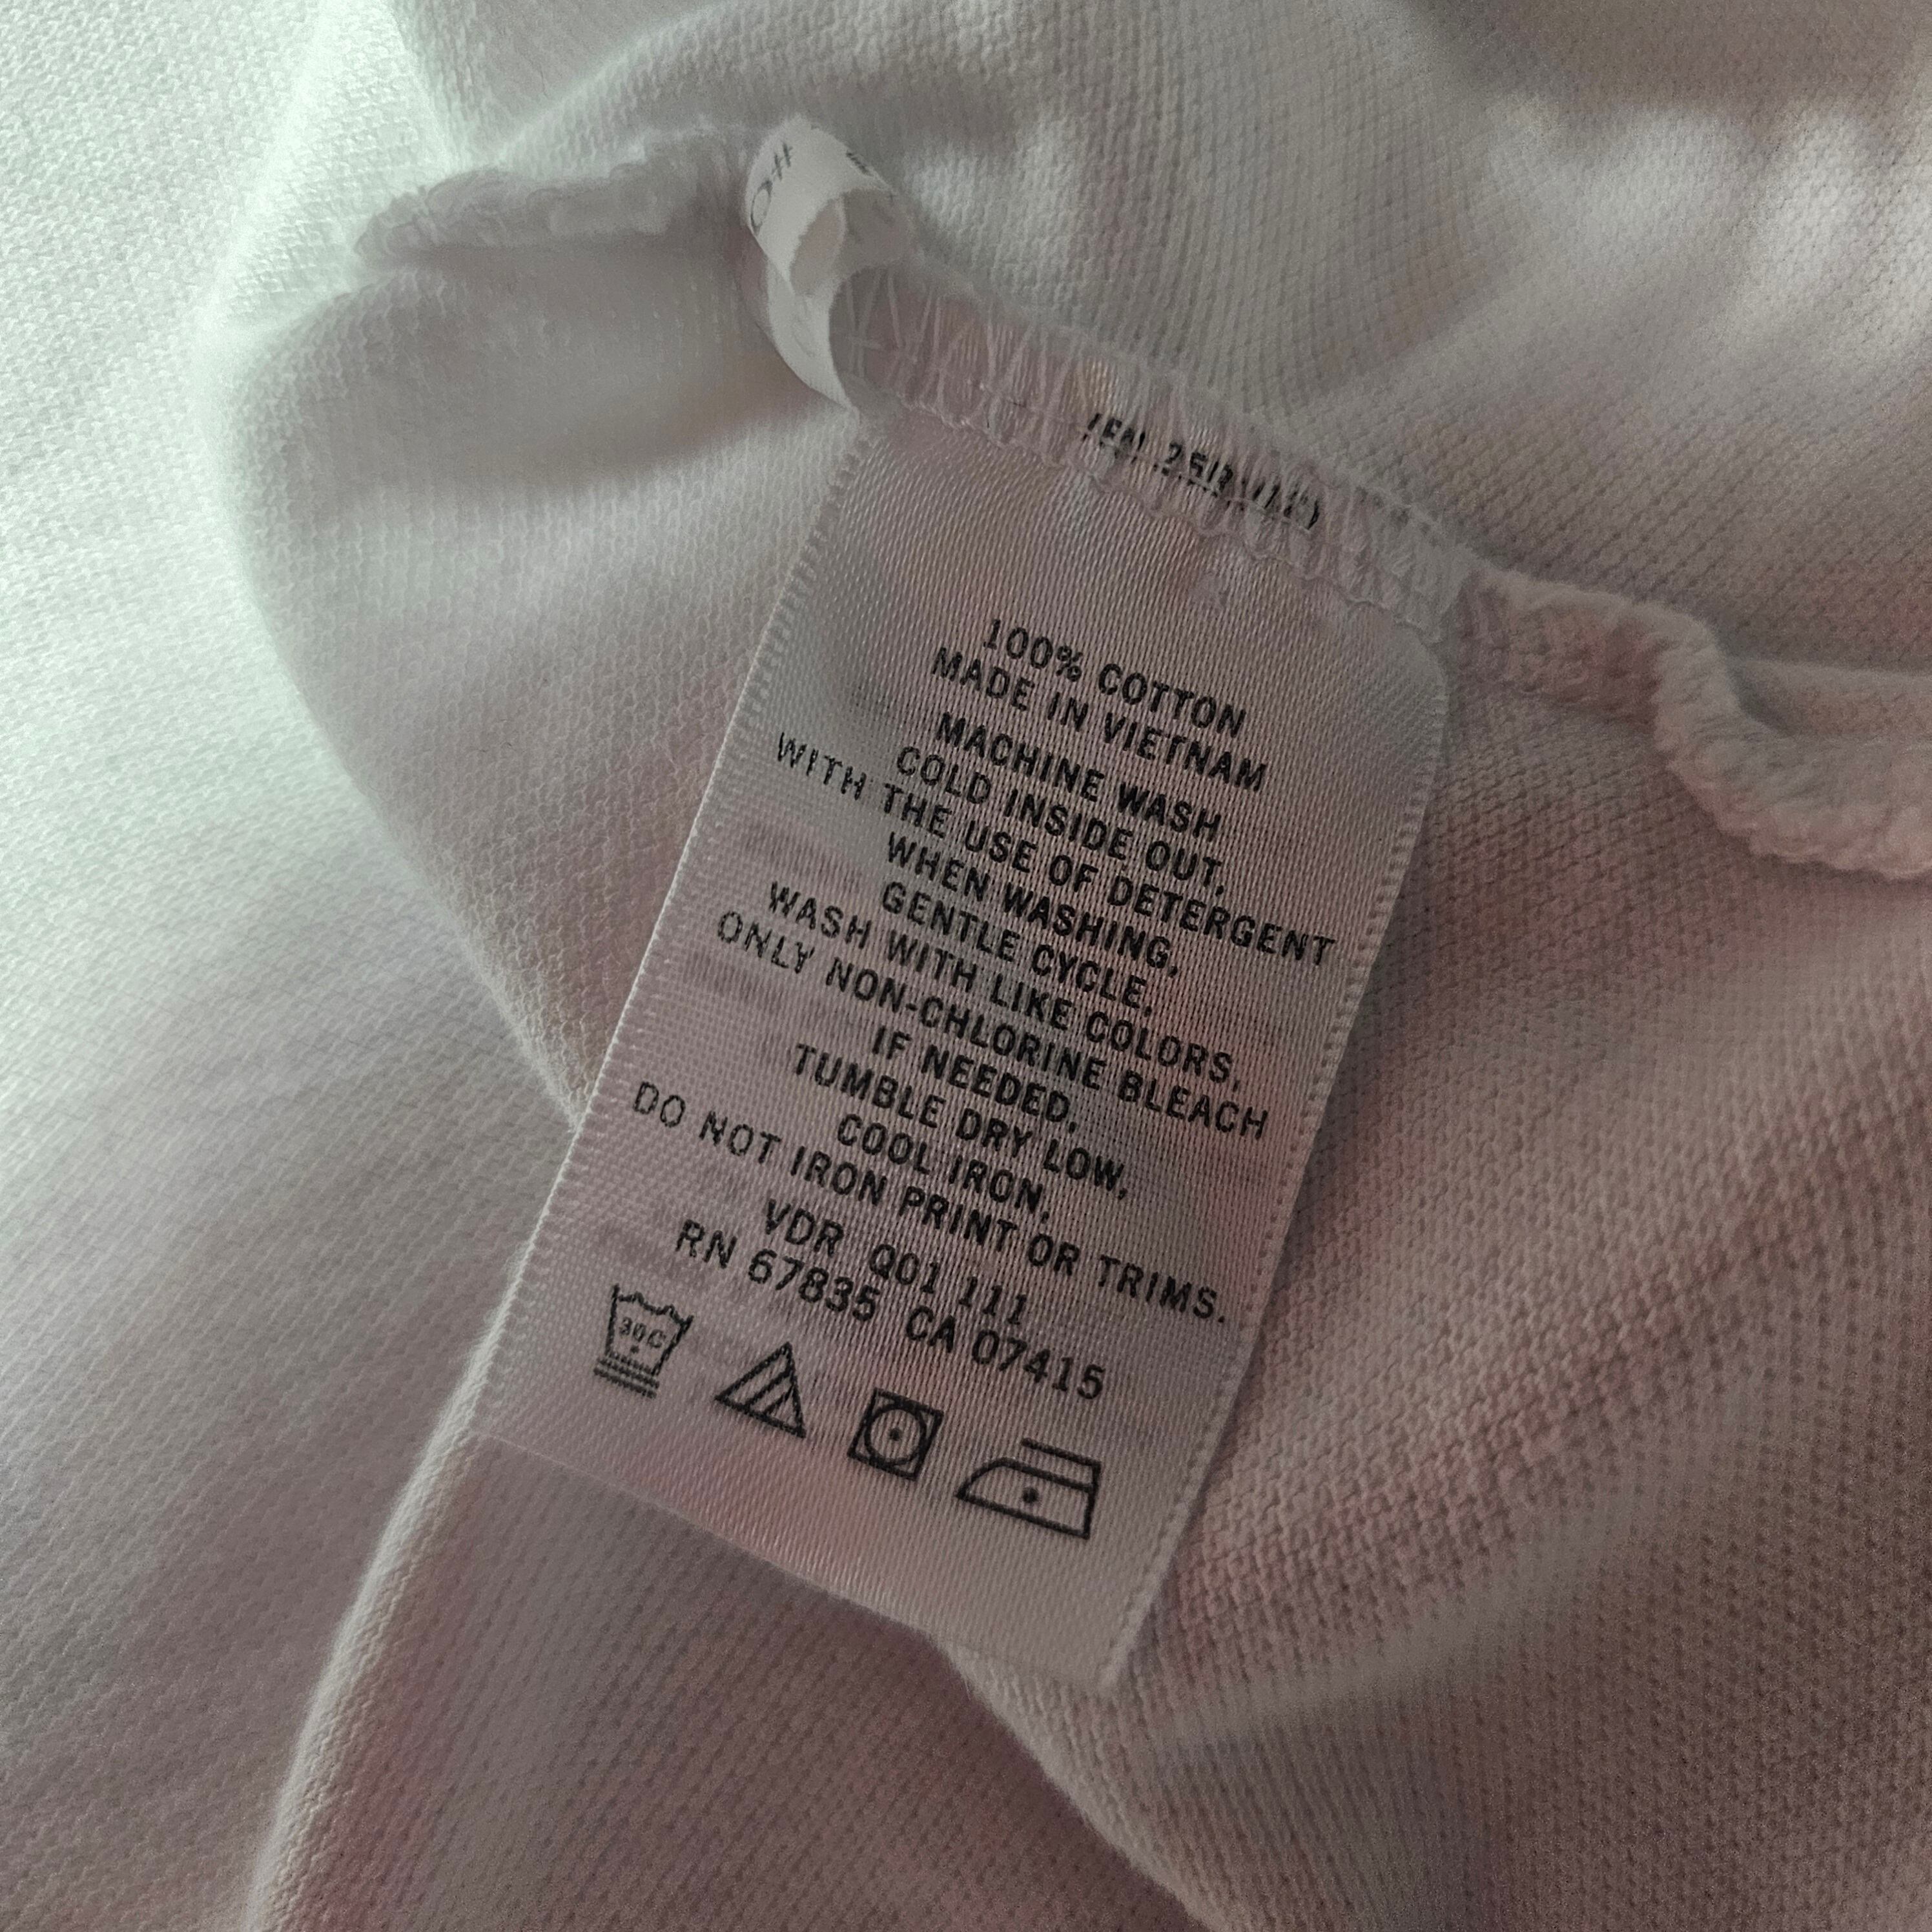 100% COTTON
MADE IN VIETNAM
MACHINE WASH
COLD INSIDE OUT,
WITH THE USE OF DETERGENT
WHEN WASHING,
GENTLE CYCLE,
WASH WITH LIKE COLORS,
ONLY NON-CHLORINE BLEACH
IF NEEDED,
TUMBLE DRY LOW,
COOL IRON,
DO NOT IRON PRINT OR TRIMS.
VDR Q01 111
RN 67835 CA 07415
30C